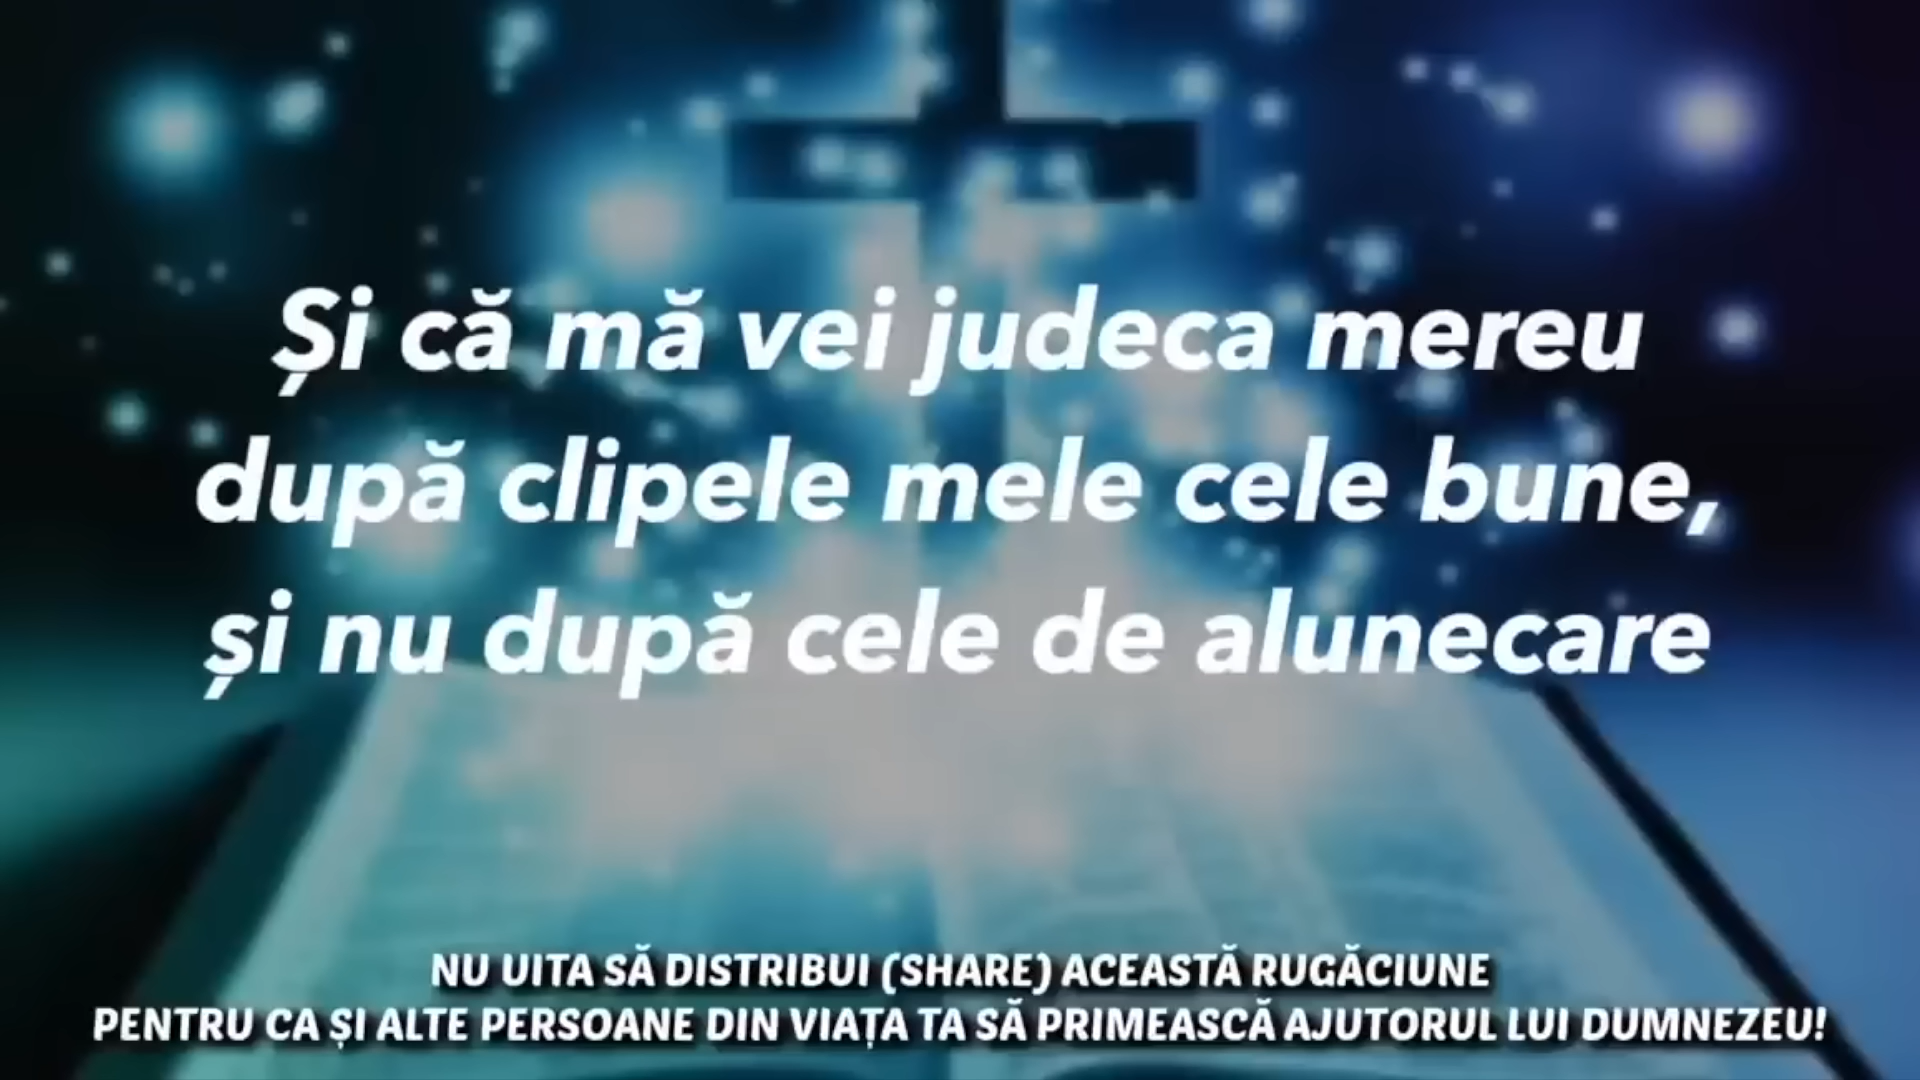 Și că mă vei judeca mereu
după clipele mele cele bune,
și nu după cele de alunecare
NU UITA SĂ DISTRIBUI (SHARE) ACEASTĂ RUGĂCIUNE
PENTRU CA ȘI ALTE PERSOANE DIN VIAȚA TA SĂ PRIMEASCĂ AJUTORUL LUI DUMNEZEU!